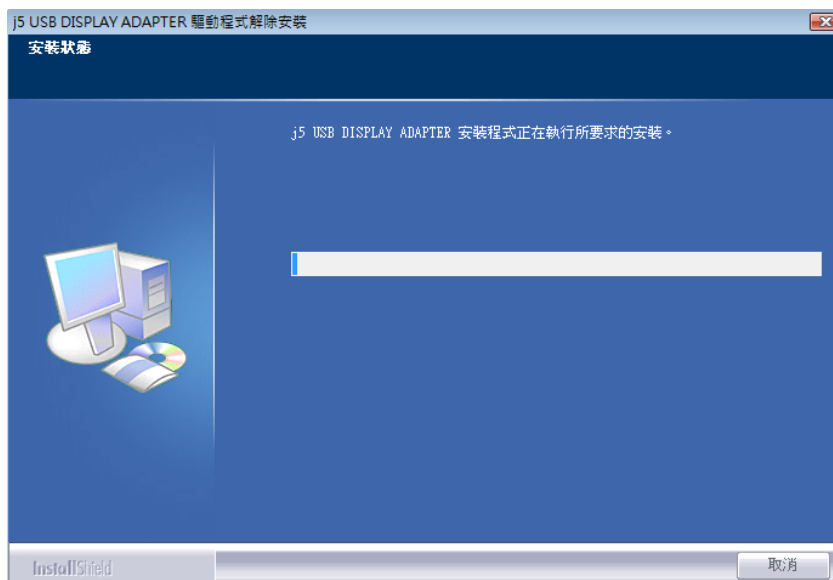 j5 USB DISPLAY ADAPTER 驅動程式解除安裝
安裝狀態
j5 USB DISPLAY ADAPTER 安裝程式正在執行所要求的安裝。
InstallShield
取消